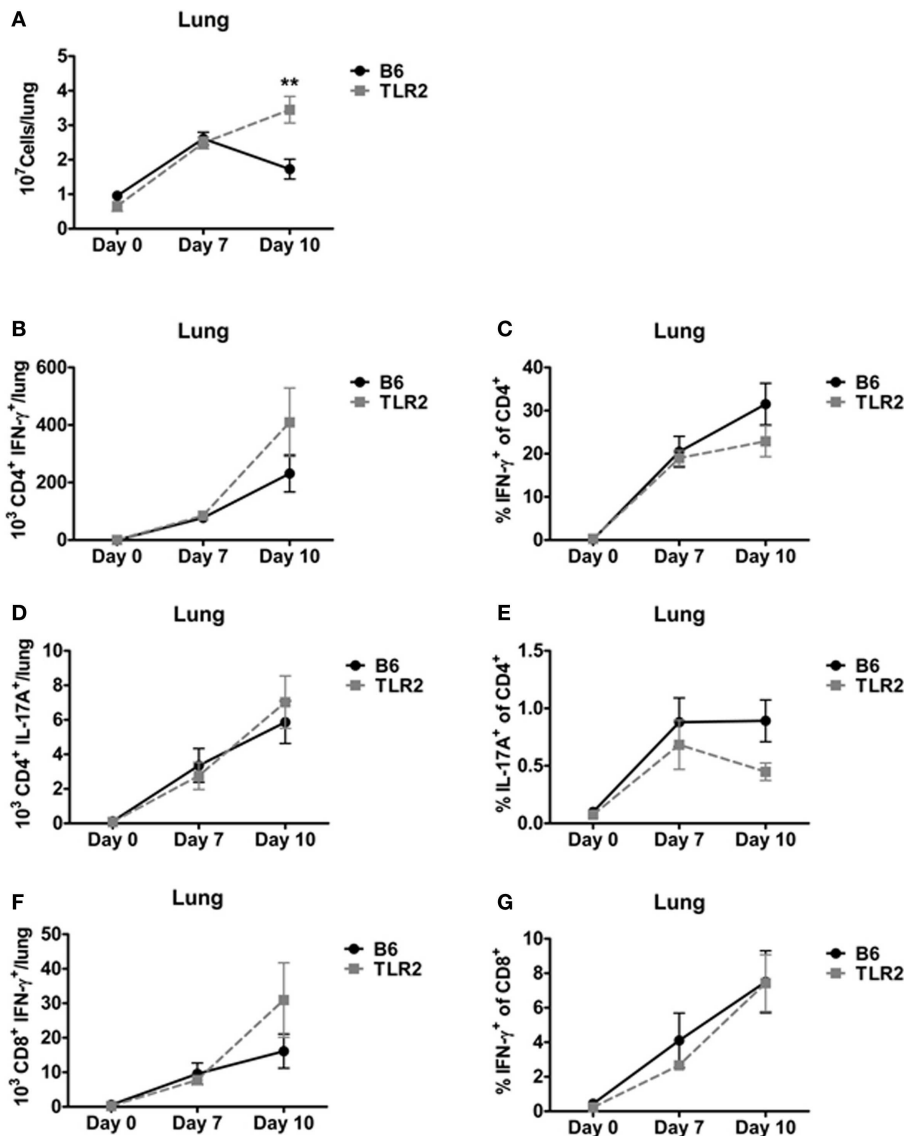 A
Lung
10⁷Cells/lung
5
4
3
2
1
0
**
B6
TLR2
Day 0 Day 7 Day 10
B
Lung
10³ CD4⁺ IFN-γ⁺/lung
600
400
200
0
B6
TLR2
Day 0 Day 7 Day 10
C
Lung
% IFN-γ⁺ of CD4⁺
40
30
20
10
0
B6
TLR2
Day 0 Day 7 Day 10
D
Lung
10³ CD4⁺ IL-17A⁺/lung
10
8
6
4
2
0
B6
TLR2
Day 0 Day 7 Day 10
E
Lung
% IL-17A⁺ of CD4⁺
1.5
1.0
0.5
0.0
B6
TLR2
Day 0 Day 7 Day 10
F
Lung
10³ CD8⁺ IFN-γ⁺/lung
50
40
30
20
10
0
B6
TLR2
Day 0 Day 7 Day 10
G
Lung
% IFN-γ⁺ of CD8⁺
10
8
6
4
2
0
B6
TLR2
Day 0 Day 7 Day 10